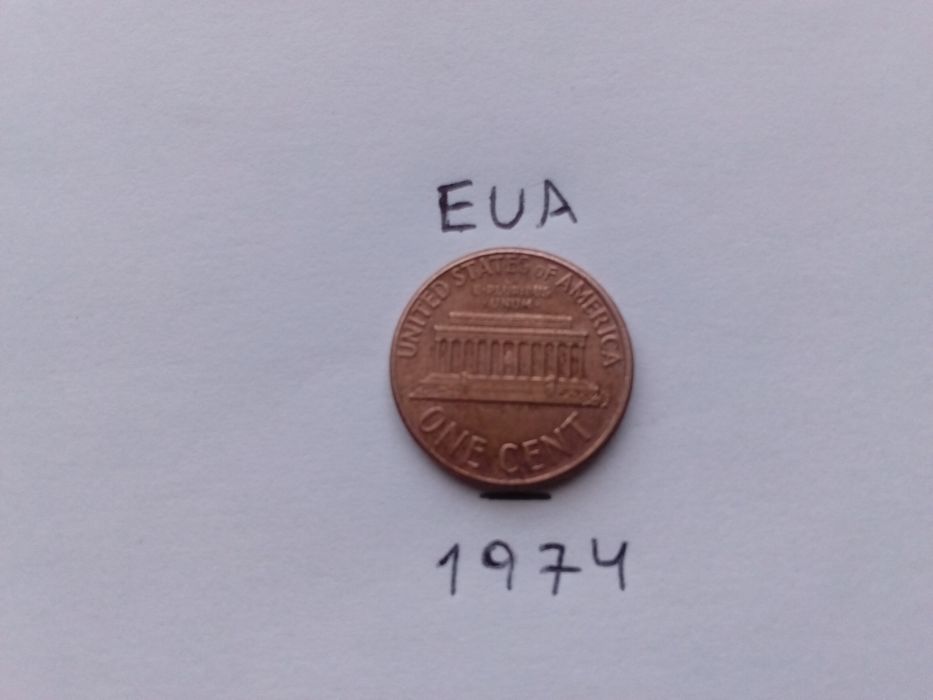 EUA
UNITED STATES OF AMERICA
E·PLURIBUS
·UNUM·
ONE CENT
1974